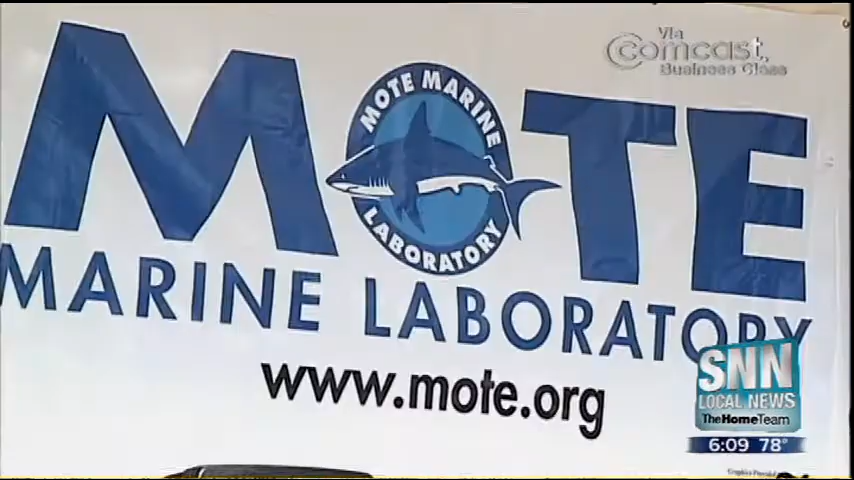 Via
Comcast
Business Class
MOTE
MOTE MARINE
LABORATORY
MARINE LABORATORY
www.mote.org
SNN
LOCAL NEWS
TheHomeTeam
6:09 78°